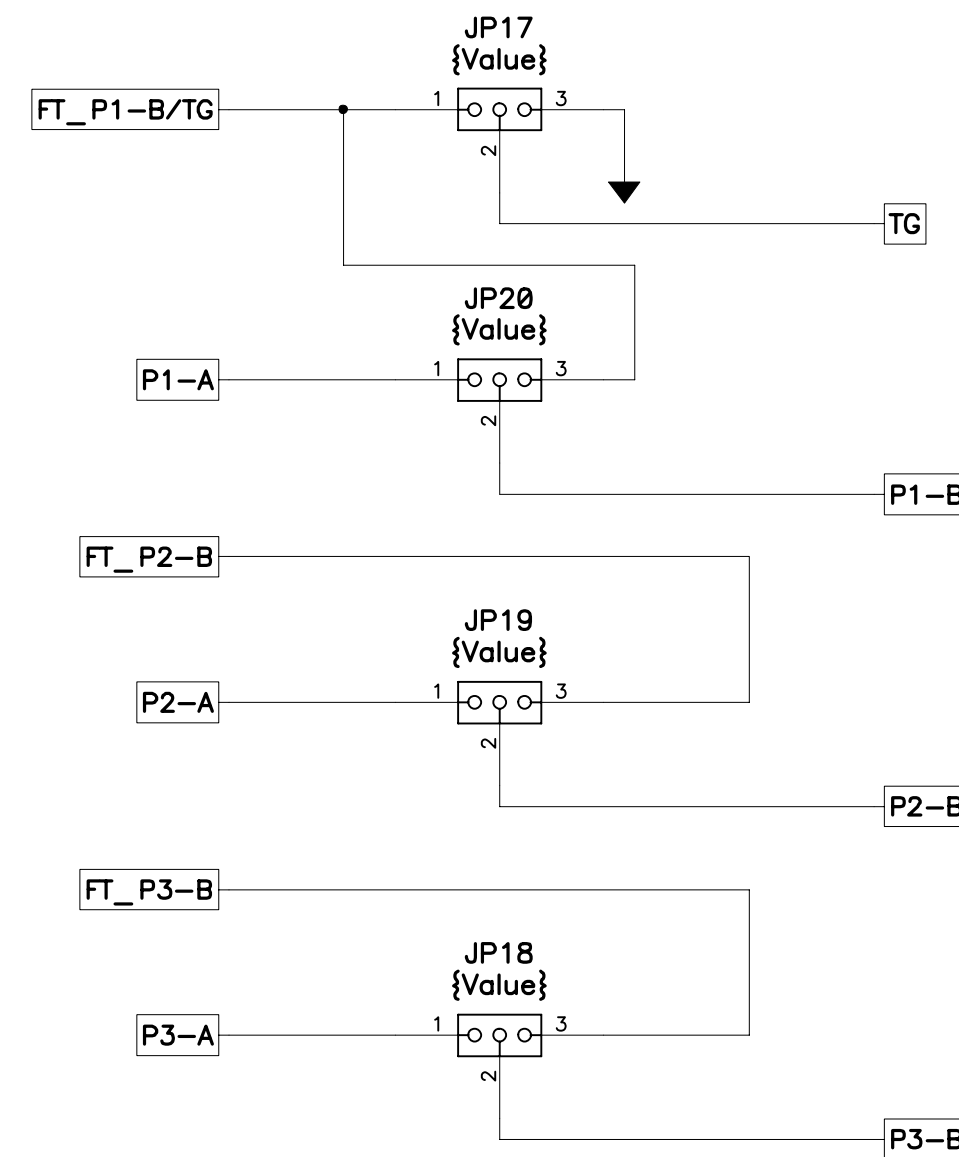 JP17
{Value}
FT_P1-B/TG
1
3
2
TG
JP20
{Value}
P1-A
1
3
2
P1-B
FT_P2-B
JP19
{Value}
P2-A
1
3
2
P2-B
FT_P3-B
JP18
{Value}
P3-A
1
3
2
P3-B